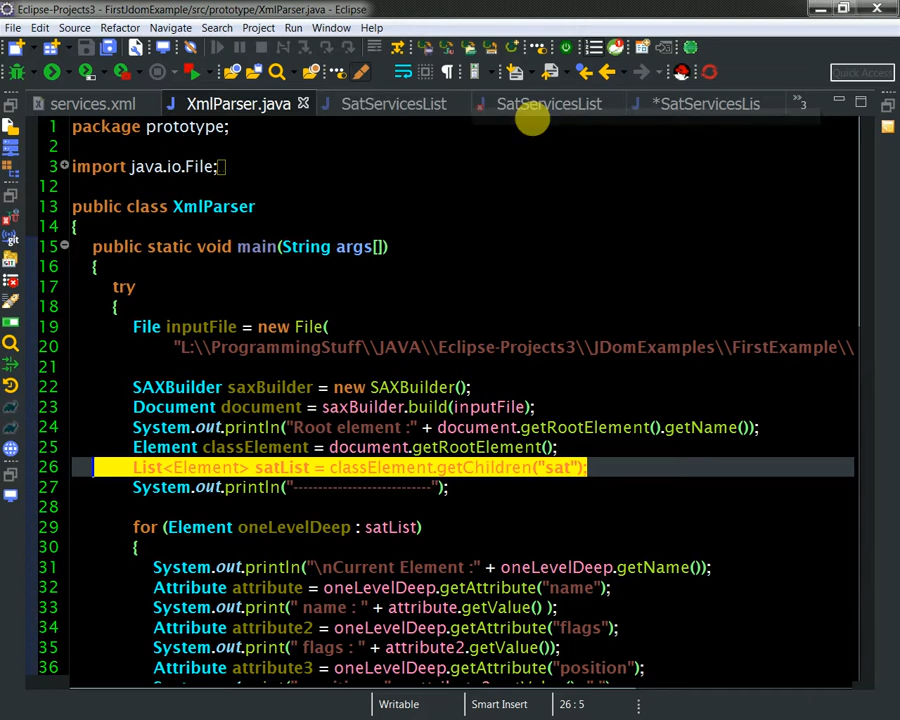 Eclipse-Projects3 - FirstJdomExample/src/prototype/XmlParser.java - Eclipse
File Edit Source Refactor Navigate Search Project Run Window Help
Quick Access
services.xml XmlParser.java SatServicesList SatServicesList *SatServicesLis »3
1 package prototype;
2
3 import java.io.File;
12
13 public class XmlParser
14 {
15 public static void main(String args[])
16 {
17 try
18 {
19 File inputFile = new File(
20 "L:\\ProgrammingStuff\\JAVA\\Eclipse-Projects3\\JDomExamples\\FirstExample\\
21
22 SAXBuilder saxBuilder = new SAXBuilder();
23 Document document = saxBuilder.build(inputFile);
24 System.out.println("Root element :" + document.getRootElement().getName());
25 Element classElement = document.getRootElement();
26 List<Element> satList = classElement.getChildren("sat");
27 System.out.println("----------------------------");
28
29 for (Element oneLevelDeep : satList)
30 {
31 System.out.println("\nCurrent Element :" + oneLevelDeep.getName());
32 Attribute attribute = oneLevelDeep.getAttribute("name");
33 System.out.print(" name : " + attribute.getValue() );
34 Attribute attribute2 = oneLevelDeep.getAttribute("flags");
35 System.out.print(" flags : " + attribute2.getValue());
36 Attribute attribute3 = oneLevelDeep.getAttribute("position");
Writable Smart Insert 26 : 5